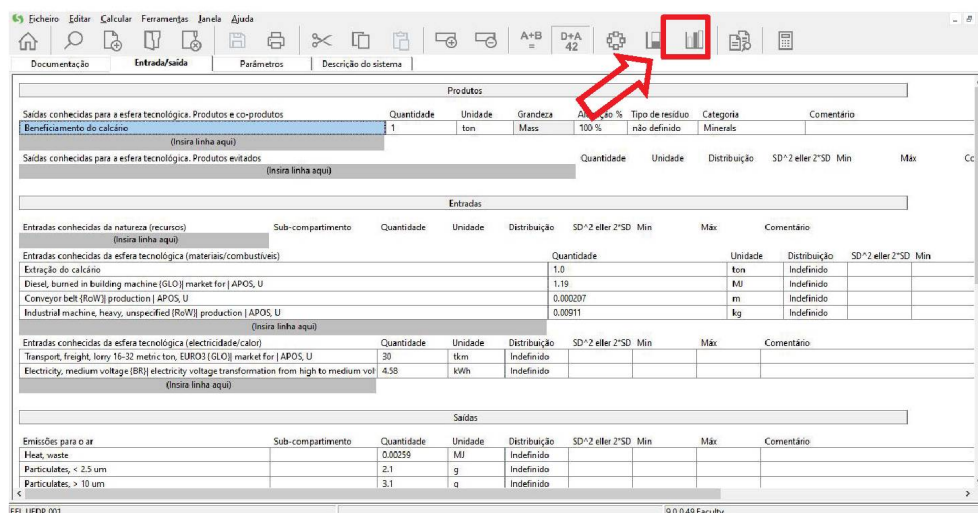 Ficheiro Editar Calcular Ferramentas Janela Ajuda
A+B = D+A 42
Documentação Entrada/saída Parâmetros Descrição do sistema
Produtos
Saídas conhecidas para a esfera tecnológica. Produtos e co-produtos Quantidade Unidade Grandeza % Tipo de resíduo Categoria Comentário
Beneficiamento do calcário 1 ton Mass 100 % não definido Minerals
(Insira linha aqui)
Saídas conhecidas para a esfera tecnológica. Produtos evitados Quantidade Unidade Distribuição SD^2 eller 2*SD Min Máx Co
(Insira linha aqui)
Entradas
Entradas conhecidas da natureza (recursos) Sub-compartimento Quantidade Unidade Distribuição SD^2 eller 2*SD Min Máx Comentário
(Insira linha aqui)
Entradas conhecidas da esfera tecnológica (materiais/combustíveis) Quantidade Unidade Distribuição SD^2 eller 2*SD Min
Extração do calcário 1.0 ton Indefinido
Diesel, burned in building machine {GLO}| market for | APOS, U 1.19 MJ Indefinido
Conveyor belt {RoW}| production | APOS, U 0.000207 m Indefinido
Industrial machine, heavy, unspecified {RoW}| production | APOS, U 0.00911 kg Indefinido
(Insira linha aqui)
Entradas conhecidas da esfera tecnológica (electricidade/calor) Quantidade Unidade Distribuição SD^2 eller 2*SD Min Máx Comentário
Transport, freight, lorry 16-32 metric ton, EURO3 {GLO}| market for | APOS, U 30 tkm Indefinido
Electricity, medium voltage {BR}| electricity voltage transformation from high to medium vol 4.58 kWh Indefinido
(Insira linha aqui)
Saídas
Emissões para o ar Sub-compartimento Quantidade Unidade Distribuição SD^2 eller 2*SD Min Máx Comentário
Heat, waste 0.00259 MJ Indefinido
Particulates, < 2.5 um 2.1 g Indefinido
Particulates, > 10 um 3.1 g Indefinido
9.0.0.49 Faculty